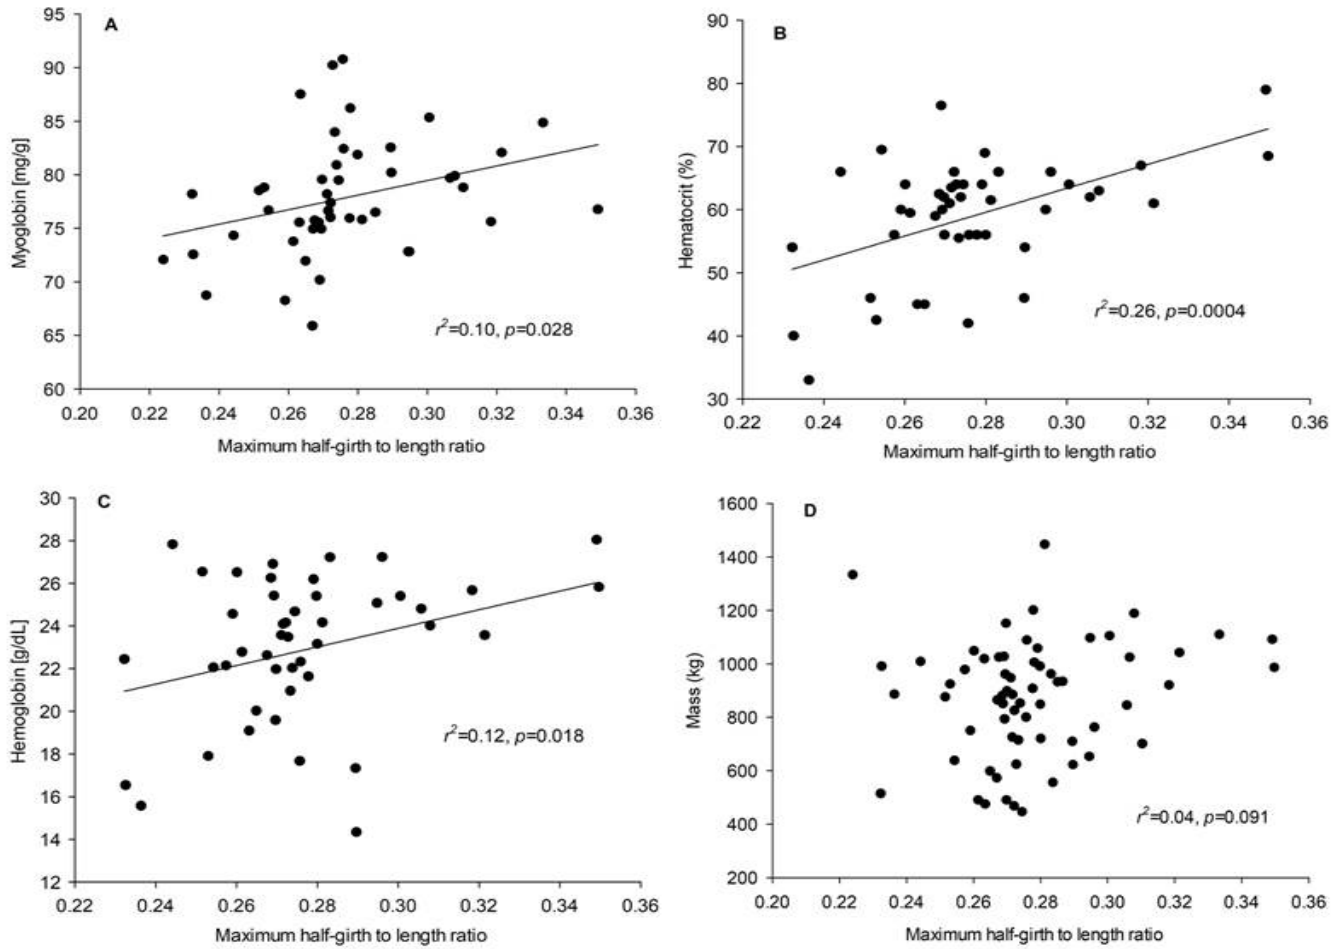 A
95
90
85
80
75
70
65
60
Myoglobin [mg/g]
r²=0.10, p=0.028
0.20 0.22 0.24 0.26 0.28 0.30 0.32 0.34 0.36
Maximum half-girth to length ratio
B
90
80
70
60
50
40
30
Hematocrit (%)
r²=0.26, p=0.0004
0.22 0.24 0.26 0.28 0.30 0.32 0.34 0.36
Maximum half-girth to length ratio
C
30
28
26
24
22
20
18
16
14
12
Hemoglobin [g/dL]
r²=0.12, p=0.018
0.22 0.24 0.26 0.28 0.30 0.32 0.34 0.36
Maximum half-girth to length ratio
D
1600
1400
1200
1000
800
600
400
200
Mass (kg)
r²=0.04, p=0.091
0.20 0.22 0.24 0.26 0.28 0.30 0.32 0.34 0.36
Maximum half-girth to length ratio